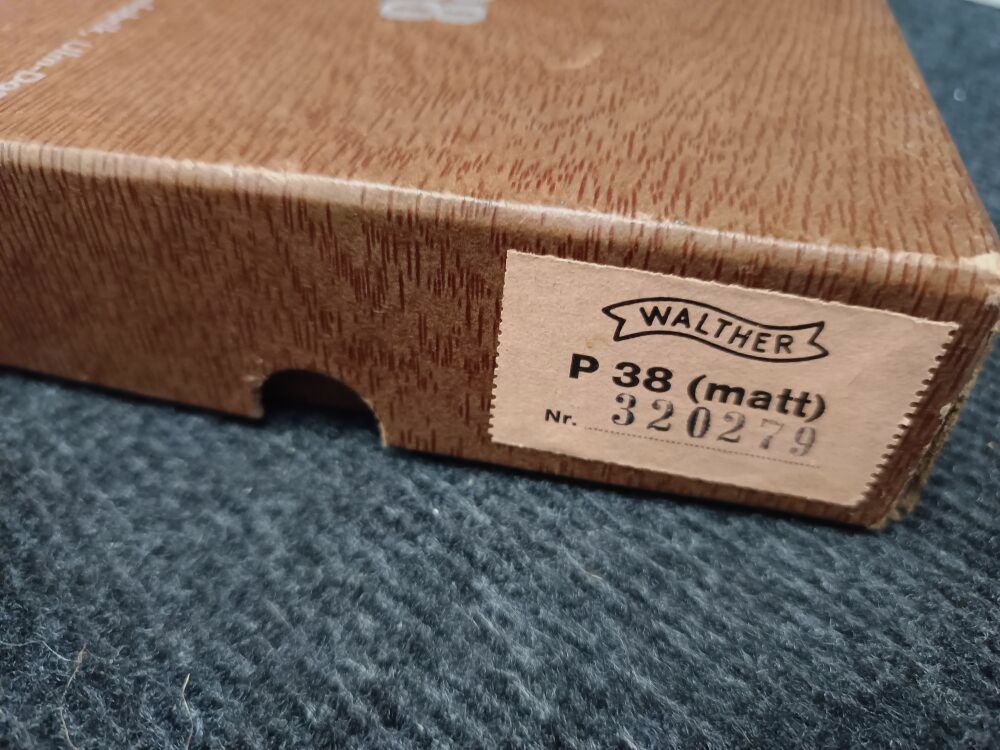 WALTHER
P 38 (matt)
Nr. 320279